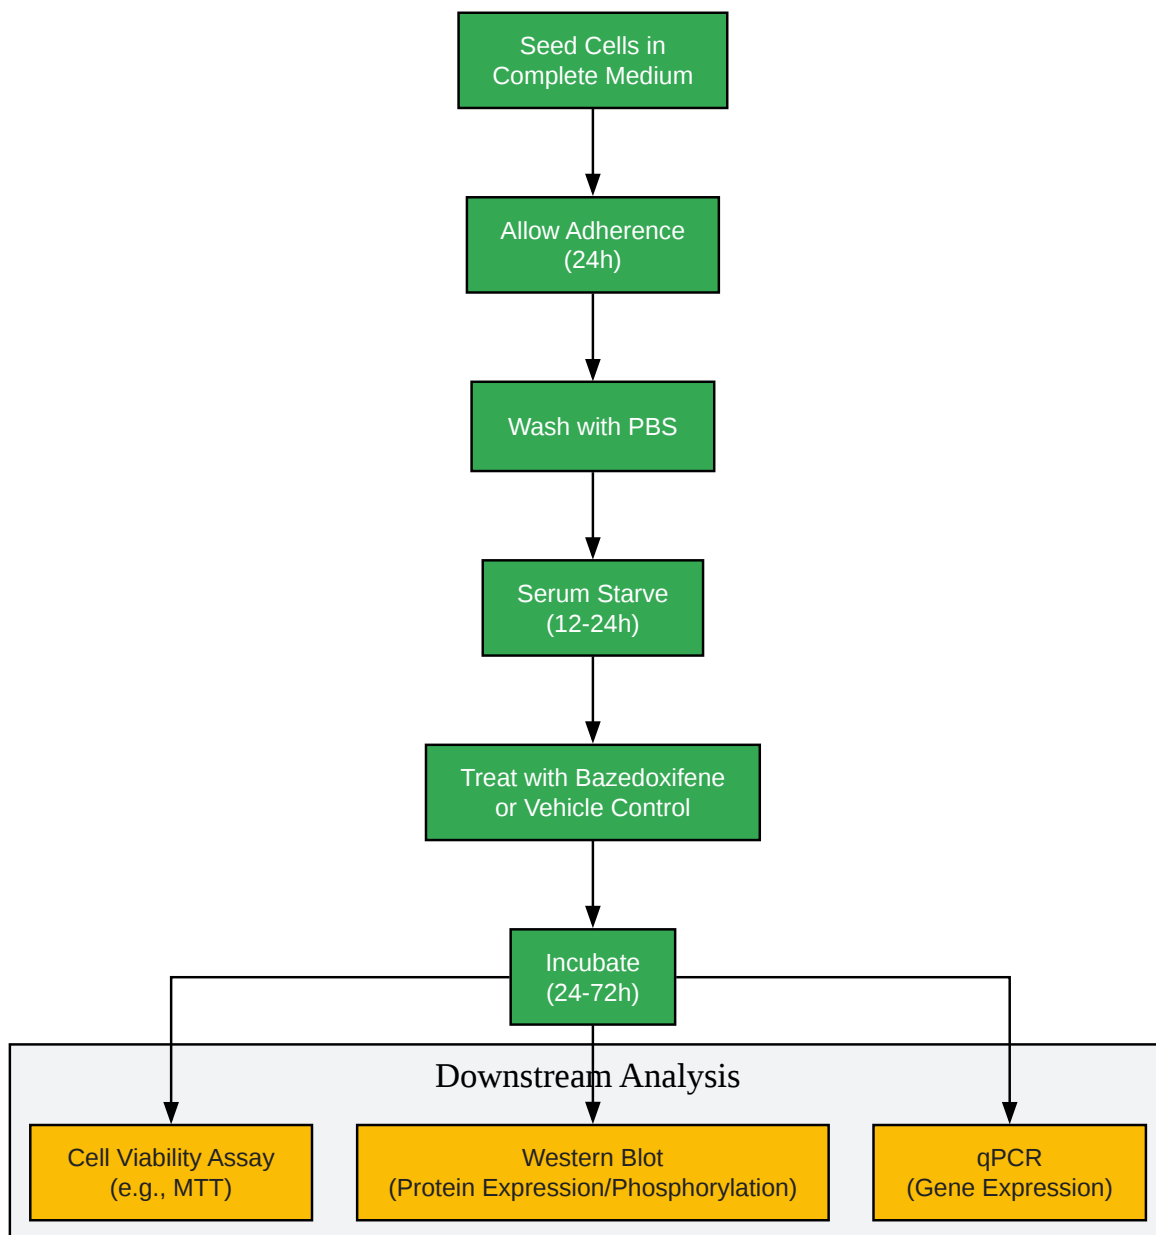 Seed Cells in
Complete Medium
Allow Adherence
(24h)
Wash with PBS
Serum Starve
(12-24h)
Treat with Bazedoxifene
or Vehicle Control
Incubate
(24-72h)
Downstream Analysis
Cell Viability Assay
(e.g., MTT)
Western Blot
(Protein Expression/Phosphorylation)
qPCR
(Gene Expression)